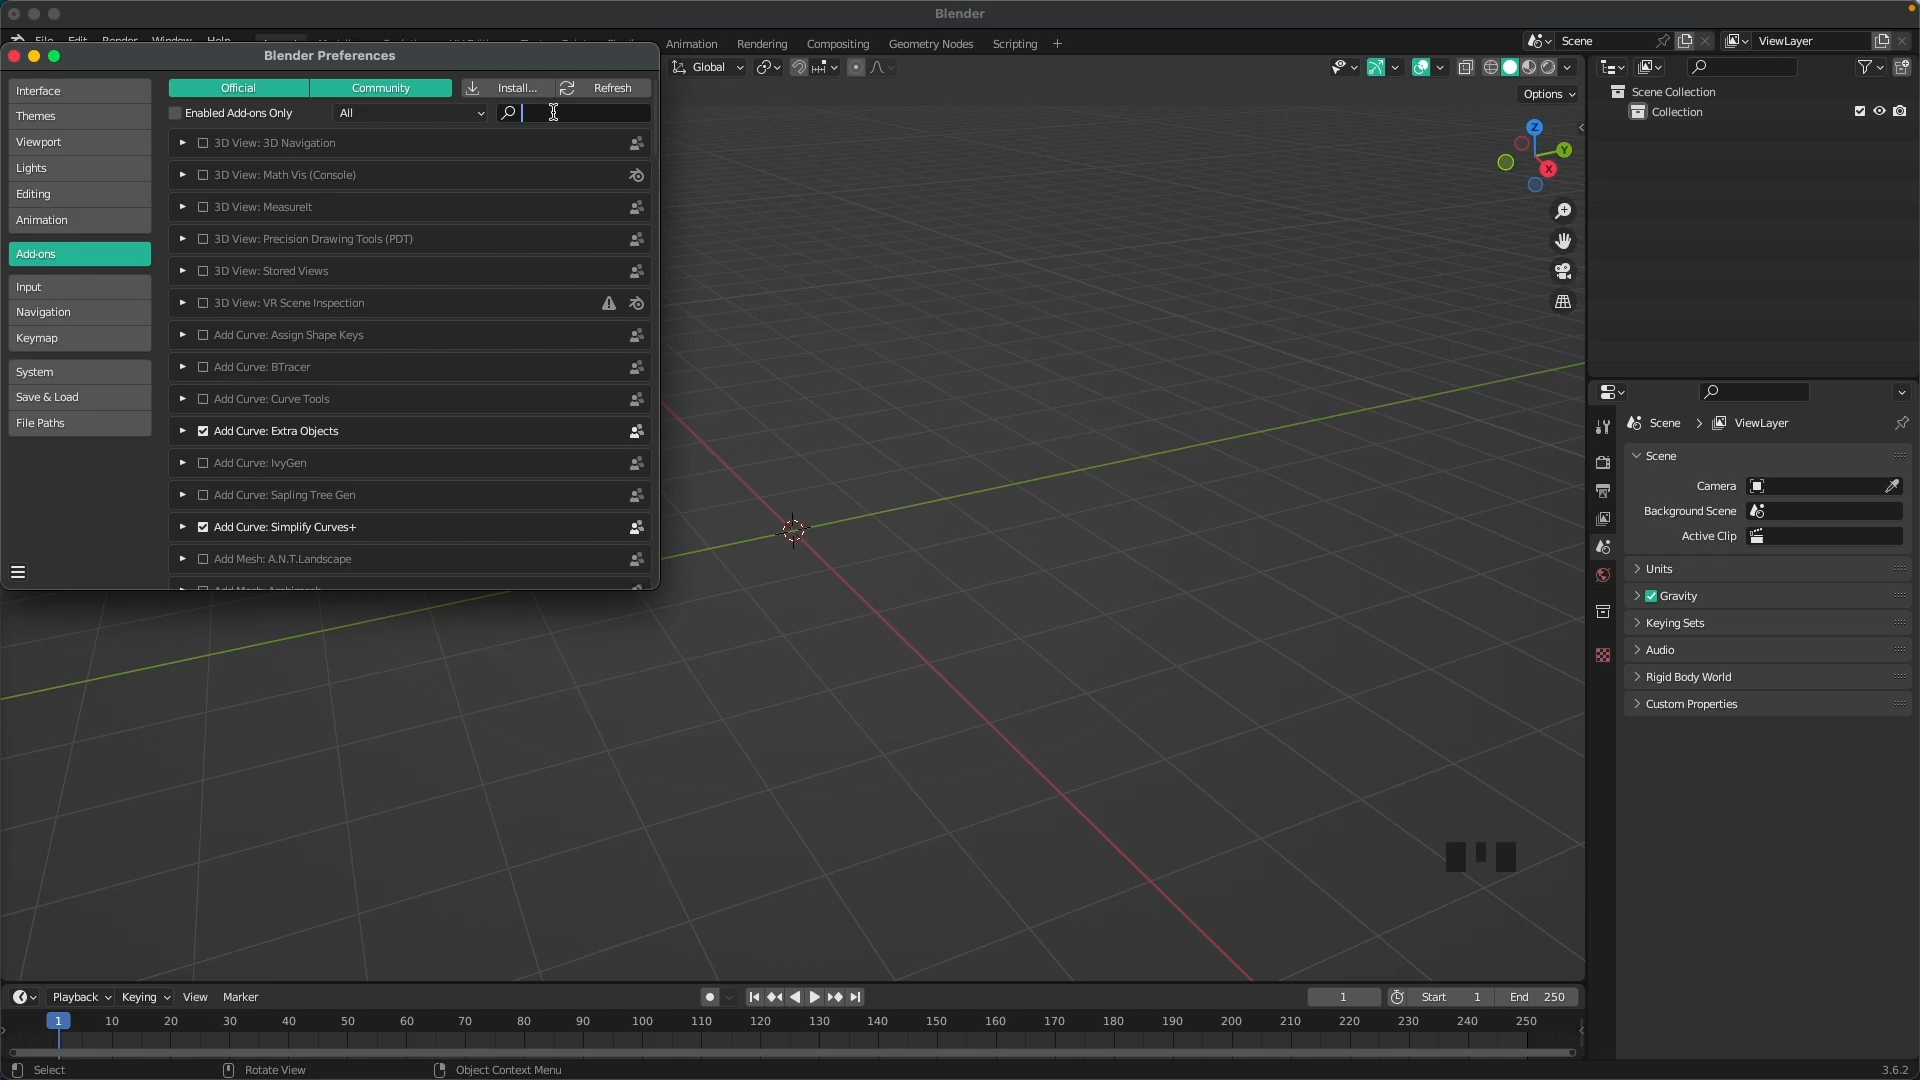 Blender
File Edit Render Window Help
Animation Rendering Compositing Geometry Nodes Scripting +
Scene ViewLayer
Blender Preferences
Global
Options
Interface
Themes
Viewport
Lights
Editing
Animation
Add-ons
Input
Navigation
Keymap
System
Save & Load
File Paths
Official Community Install... Refresh
Enabled Add-ons Only All
3D View: 3D Navigation
3D View: Math Vis (Console)
3D View: MeasureIt
3D View: Precision Drawing Tools (PDT)
3D View: Stored Views
3D View: VR Scene Inspection
Add Curve: Assign Shape Keys
Add Curve: BTracer
Add Curve: Curve Tools
Add Curve: Extra Objects
Add Curve: IvyGen
Add Curve: Sapling Tree Gen
Add Curve: Simplify Curves+
Add Mesh: A.N.T.Landscape
Z
Y
X
Scene Collection
Collection
Scene > ViewLayer
Scene
Camera
Background Scene
Active Clip
Units
Gravity
Keying Sets
Audio
Rigid Body World
Custom Properties
Playback Keying View Marker
1 Start 1 End 250
1 10 20 30 40 50 60 70 80 90 100 110 120 130 140 150 160 170 180 190 200 210 220 230 240 250
Select Rotate View Object Context Menu 3.6.2